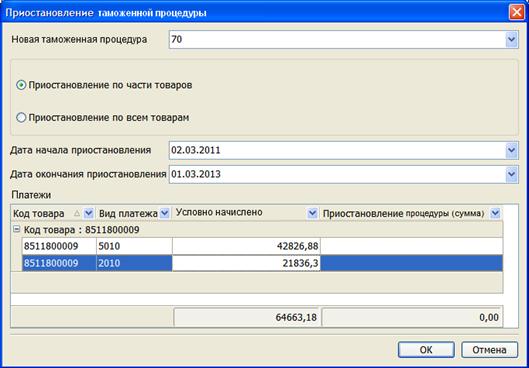 Приостановление таможенной процедуры
Новая таможенная процедура 70
Приостановление по части товаров
Приостановление по всем товарам
Дата начала приостановления 02.03.2011
Дата окончания приостановления 01.03.2013
Платежи
Код товара Вид платежа Условно начислено Приостановление процедуры (сумма)
Код товара : 8511800009
8511800009 5010 42826,88
8511800009 2010 21836,3
64663,18 0,00
OK Отмена